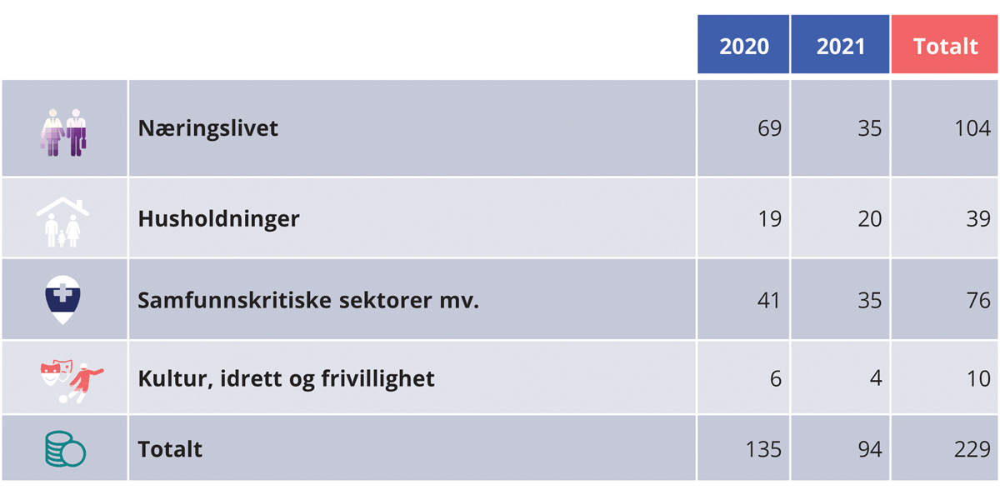 2020 2021 Totalt
Næringslivet 69 35 104
Husholdninger 19 20 39
Samfunnskritiske sektorer mv. 41 35 76
Kultur, idrett og frivillighet 6 4 10
Totalt 135 94 229